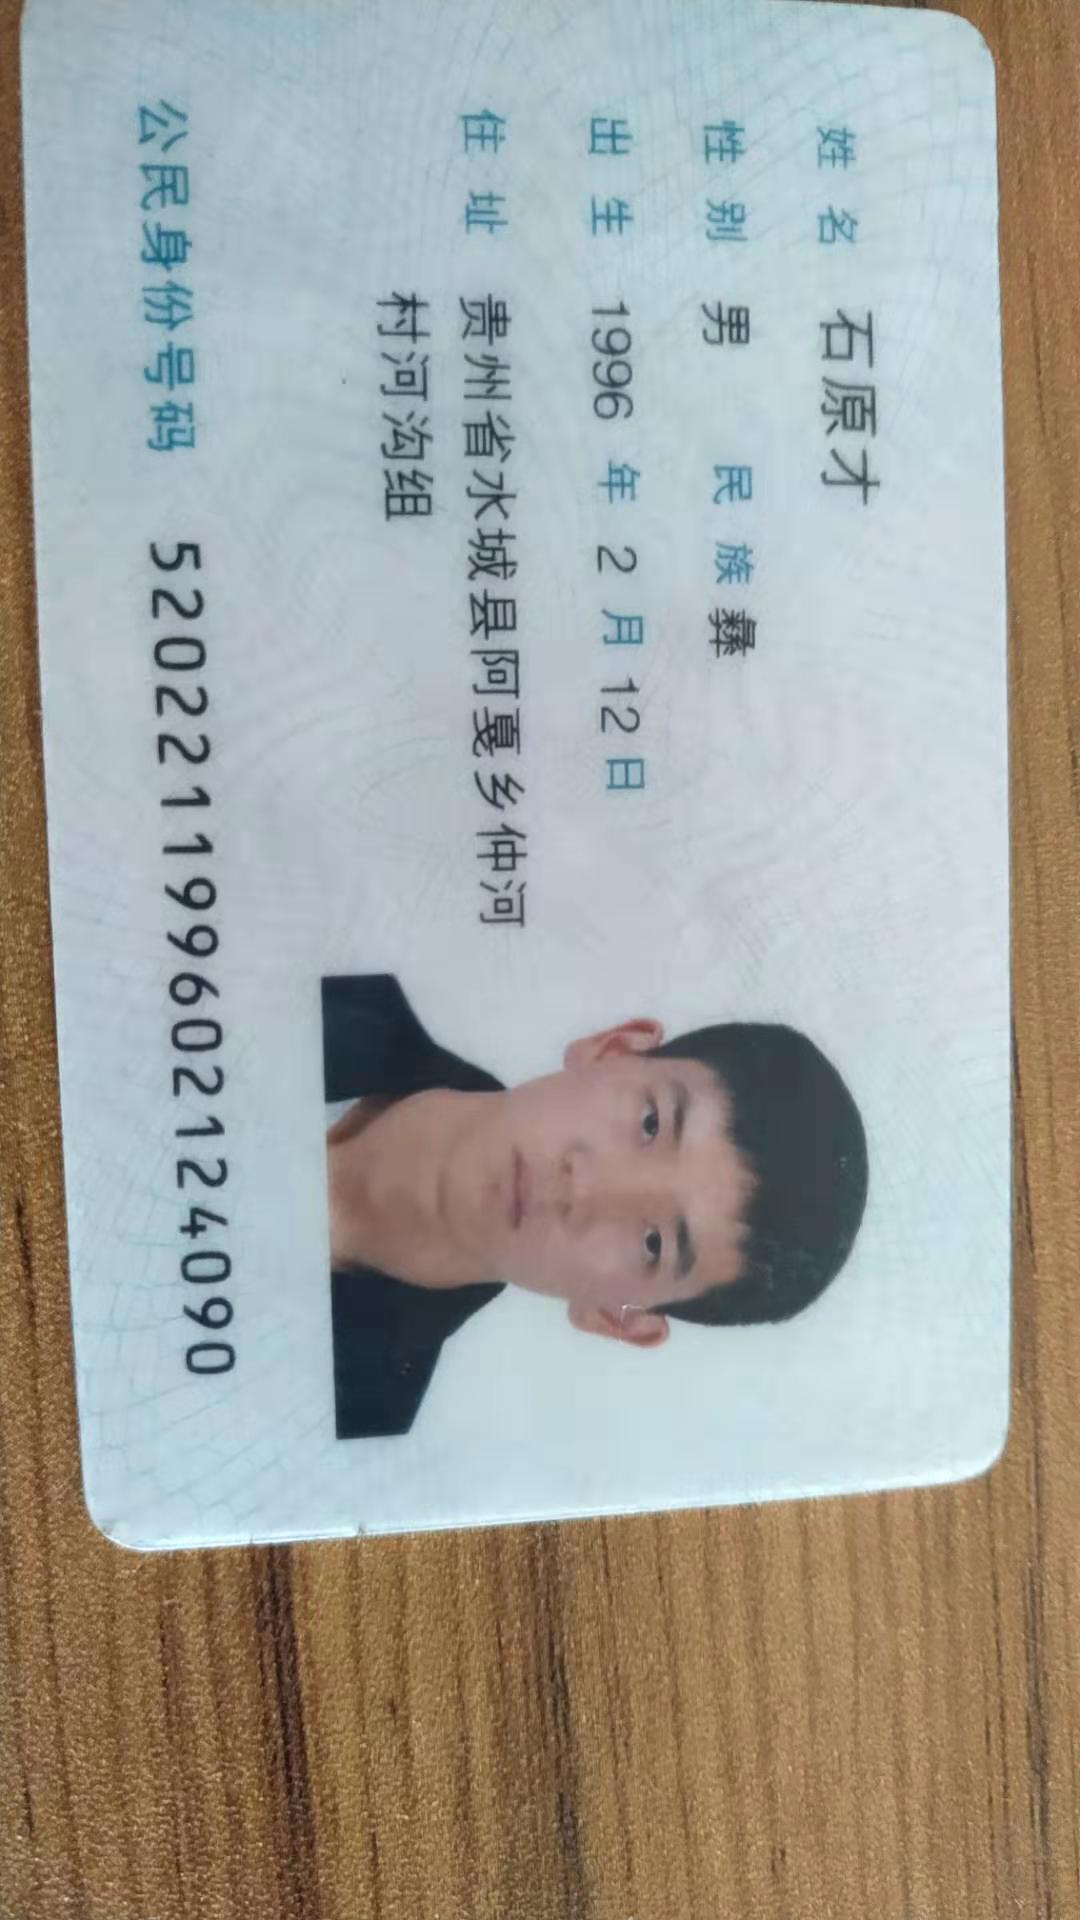 姓名 石原才
性别 男 民族 彝
出生 1996 年 2 月 12 日
住址 贵州省水城县阿戛乡仲河
村河沟组
公民身份号码 520221199602124090